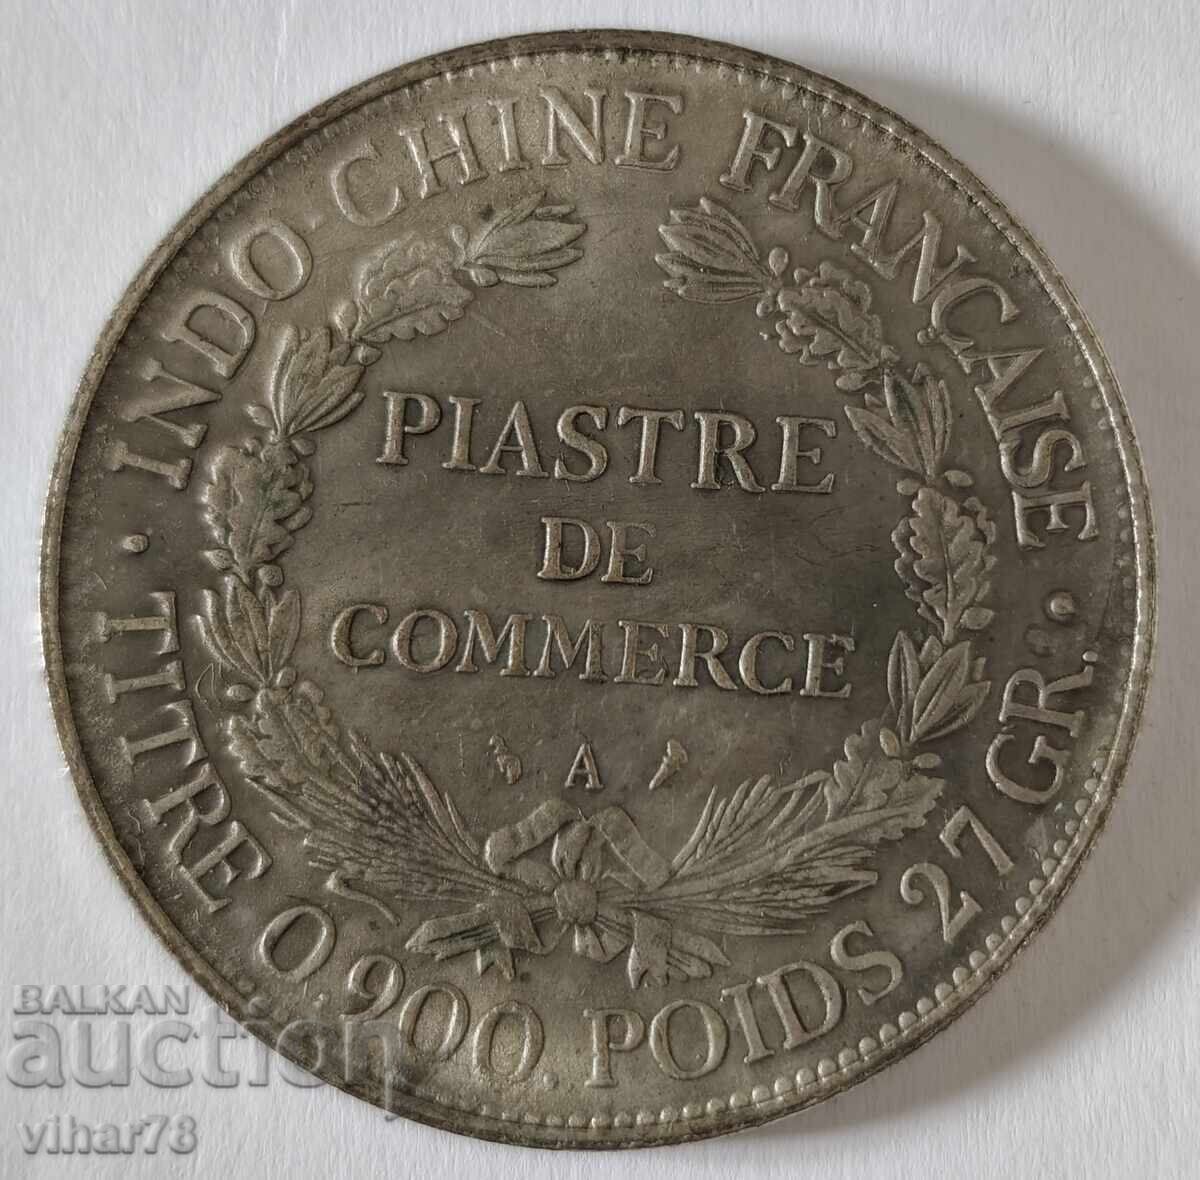 INDO-CHINE FRANÇAISE
PIASTRE
DE
COMMERCE
A
· TITRE 0,900. POIDS 27 GR. ·
BALKAN
auction
vihar78